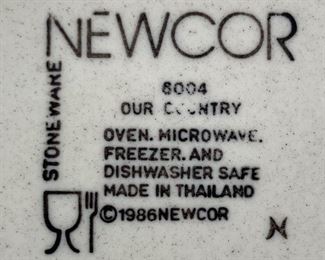 NEWCOR
STONEWARE
8004
OUR COUNTRY
OVEN. MICROWAVE.
FREEZER. AND
DISHWASHER SAFE
MADE IN THAILAND
©1986NEWCOR
N